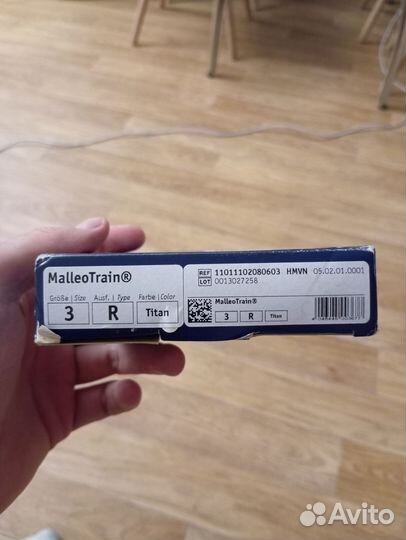 MalleoTrain®
Größe | Size
Ausf. | Type
Farbe | Color
3
R
Titan
REF 11011102080603 HMVN 05.02.01.0001
LOT 0013027258
MalleoTrain®
3
R
Titan
Avito